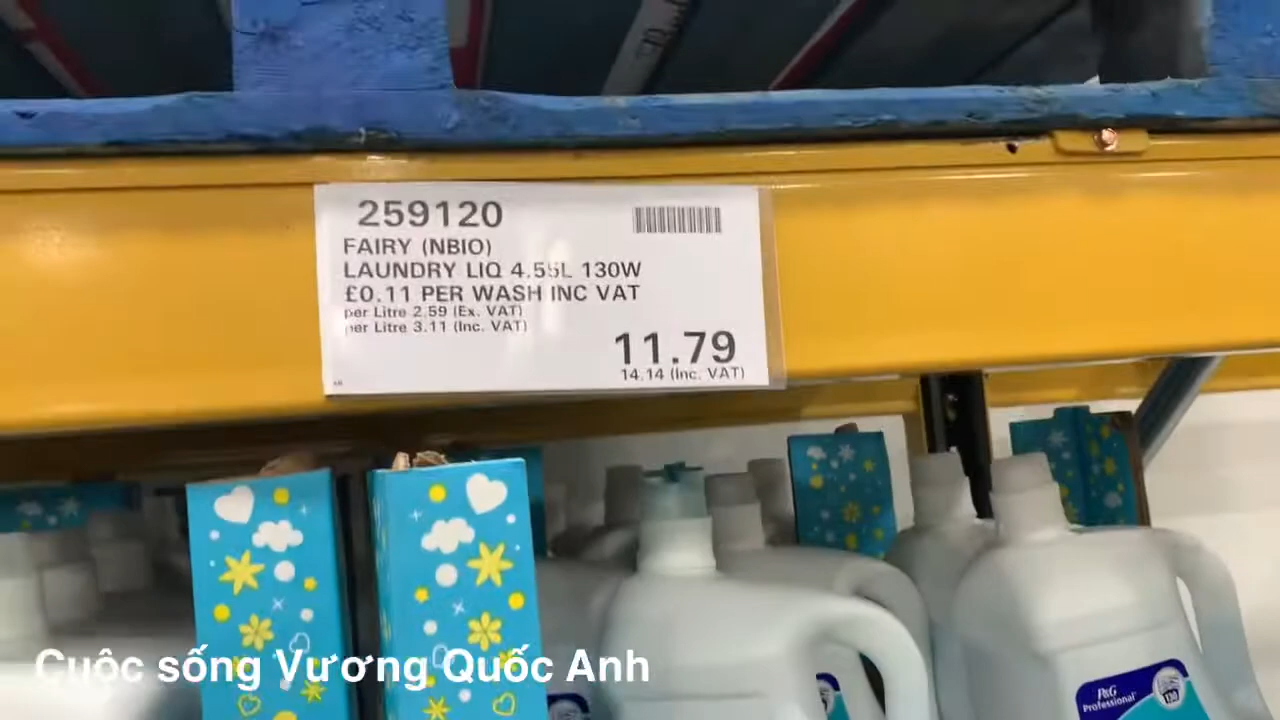 259120
FAIRY (NBIO)
LAUNDRY LIQ 4.55L 130W
£0.11 PER WASH INC VAT
per Litre 2.59 (Ex. VAT)
per Litre 3.11 (Inc. VAT)
11.79
14.14 (Inc. VAT)
Cuộc sống Vương Quốc Anh
P&G
Professional
130